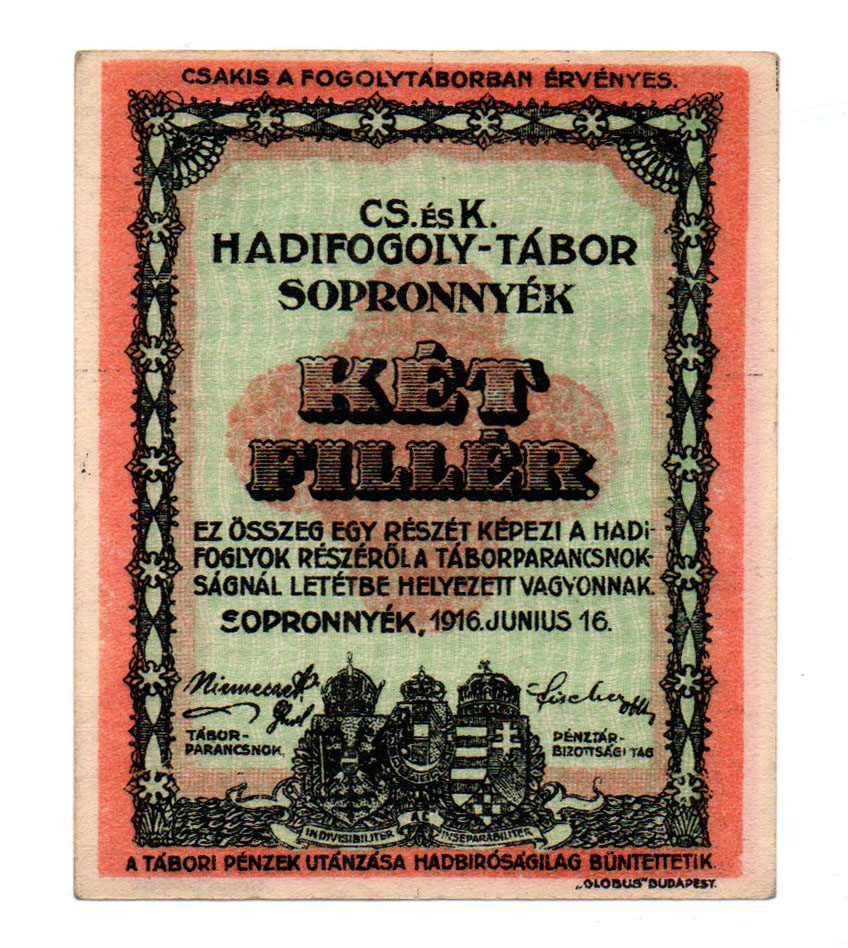 CSAKIS A FOGOLYTÁBORBAN ÉRVÉNYES.
CS. ÉS K.
HADIFOGOLY-TÁBOR
SOPRONNYÉK
KÉT
FILLÉR.
EZ ÖSSZEG EGY RÉSZÉT KÉPEZI A HADI-
FOGLYOK RÉSZÉRŐL A TÁBORPARANCSNOK-
SÁGNÁL LETÉTBE HELYEZETT VAGYONNAK.
SOPRONNYÉK, 1916. JUNIUS 16.
Fischer
TÁBOR-
PARANCSNOK,
PÉNZTÁR-
BIZOTTSÁGI TAG
INDIVISIBILITER AC INSEPARABILITER
A TÁBORI PÉNZEK UTÁNZÁSA HADBIRÓSÁGILAG BÜNTETTETIK.
„GLOBUS" BUDAPEST.